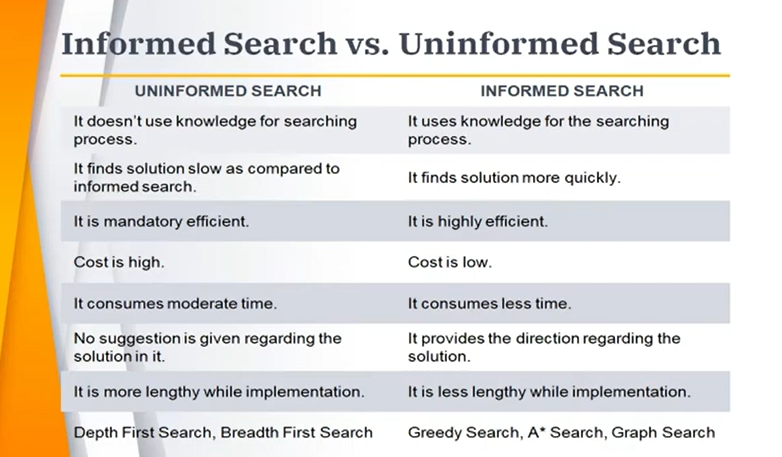 Informed Search vs. Uninformed Search
UNINFORMED SEARCH INFORMED SEARCH
It doesn't use knowledge for searching
process.
It uses knowledge for the searching
process.
It finds solution slow as compared to
informed search.
It finds solution more quickly.
It is mandatory efficient.
It is highly efficient.
Cost is high.
Cost is low.
It consumes moderate time.
It consumes less time.
No suggestion is given regarding the
solution in it.
It provides the direction regarding the
solution.
It is more lengthy while implementation.
It is less lengthy while implementation.
Depth First Search, Breadth First Search
Greedy Search, A* Search, Graph Search